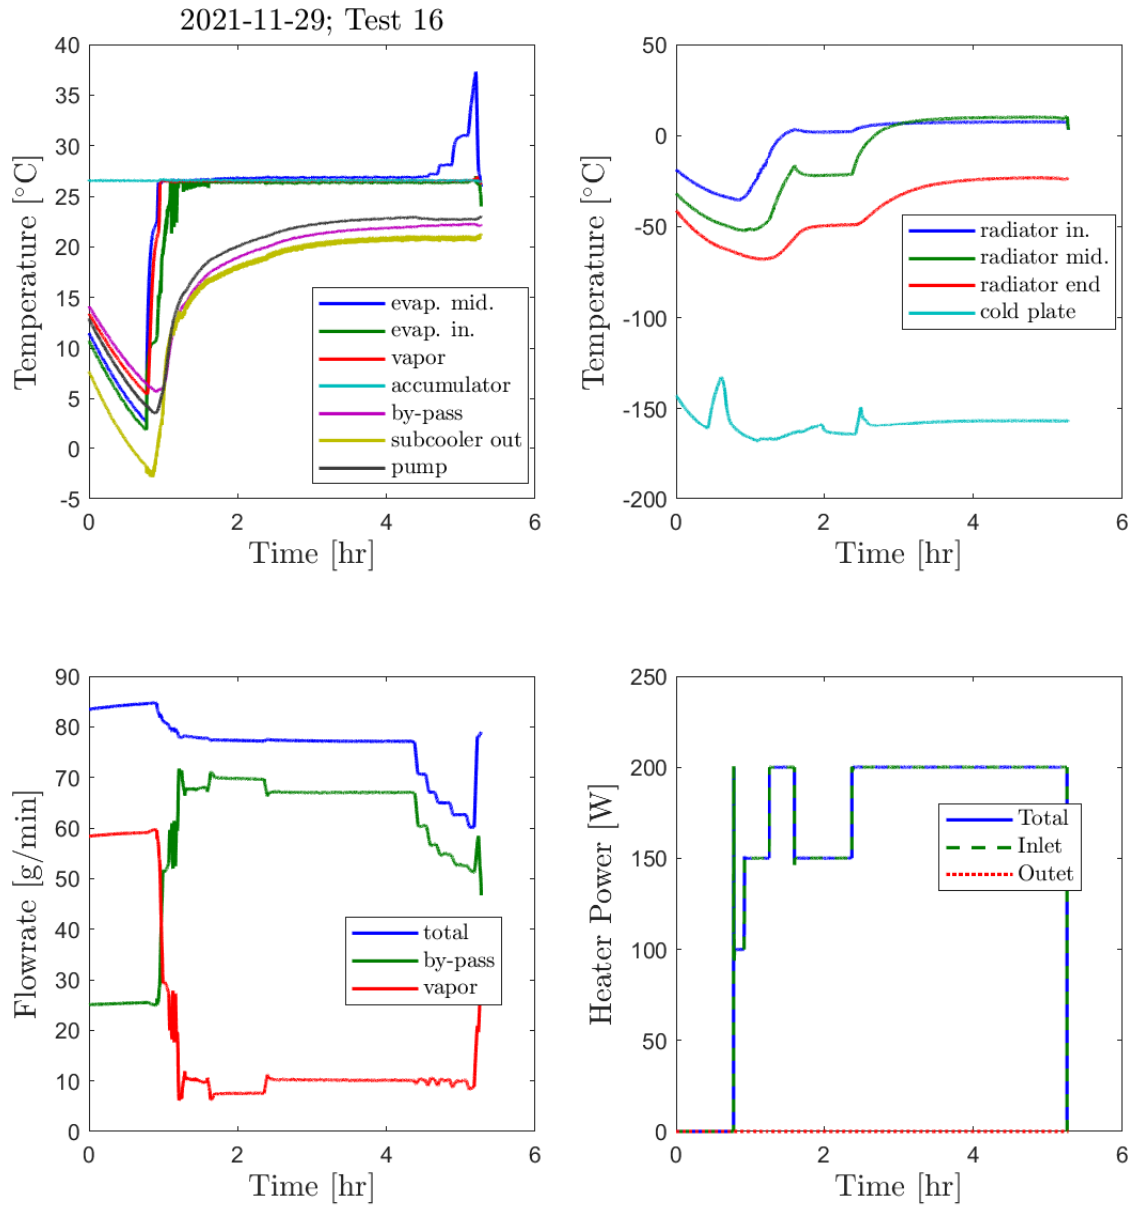 2021-11-29; Test 16
40
35
30
25
20
15
10
5
0
-5
0
2
4
6
Temperature [°C]
Time [hr]
evap. mid.
evap. in.
vapor
accumulator
by-pass
subcooler out
pump
50
0
-50
-100
-150
-200
0
2
4
6
Temperature [°C]
Time [hr]
radiator in.
radiator mid.
radiator end
cold plate
90
80
70
60
50
40
30
20
10
0
0
2
4
6
Flowrate [g/min]
Time [hr]
total
by-pass
vapor
250
200
150
100
50
0
0
2
4
6
Heater Power [W]
Time [hr]
Total
Inlet
Outet